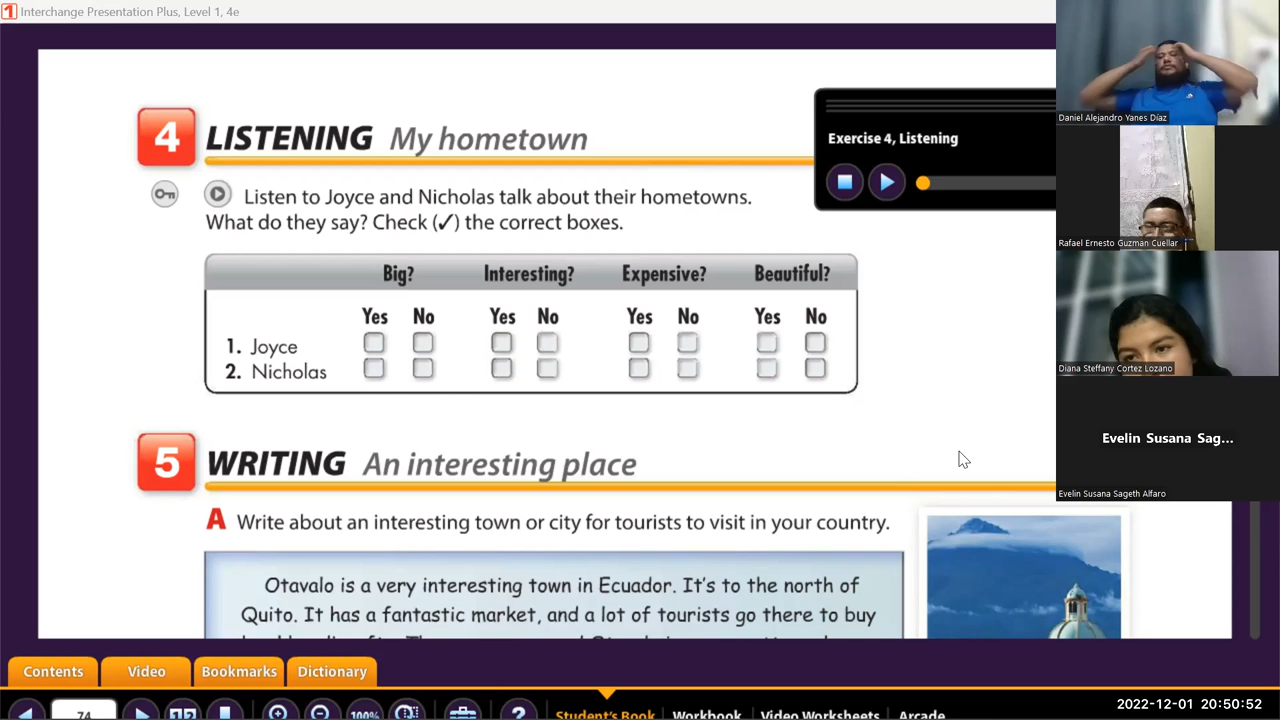 Interchange Presentation Plus, Level 1, 4e
4 LISTENING My hometown
Exercise 4, Listening
Listen to Joyce and Nicholas talk about their hometowns.
What do they say? Check (✓) the correct boxes.
Big? Interesting? Expensive? Beautiful?
Yes No Yes No Yes No Yes No
1. Joyce
2. Nicholas
5 WRITING An interesting place
A Write about an interesting town or city for tourists to visit in your country.
Otavalo is a very interesting town in Ecuador. It's to the north of
Quito. It has a fantastic market, and a lot of tourists go there to buy
Daniel Alejandro Yanes Díaz
Rafael Ernesto Guzman Cuellar
Diana Steffany Cortez Lozano
Evelin Susana Sag...
Evelin Susana Sageth Alfaro
Contents Video Bookmarks Dictionary
74 100% ? Student's Book Workbook Video Worksheets Arcade
2022-12-01 20:50:52